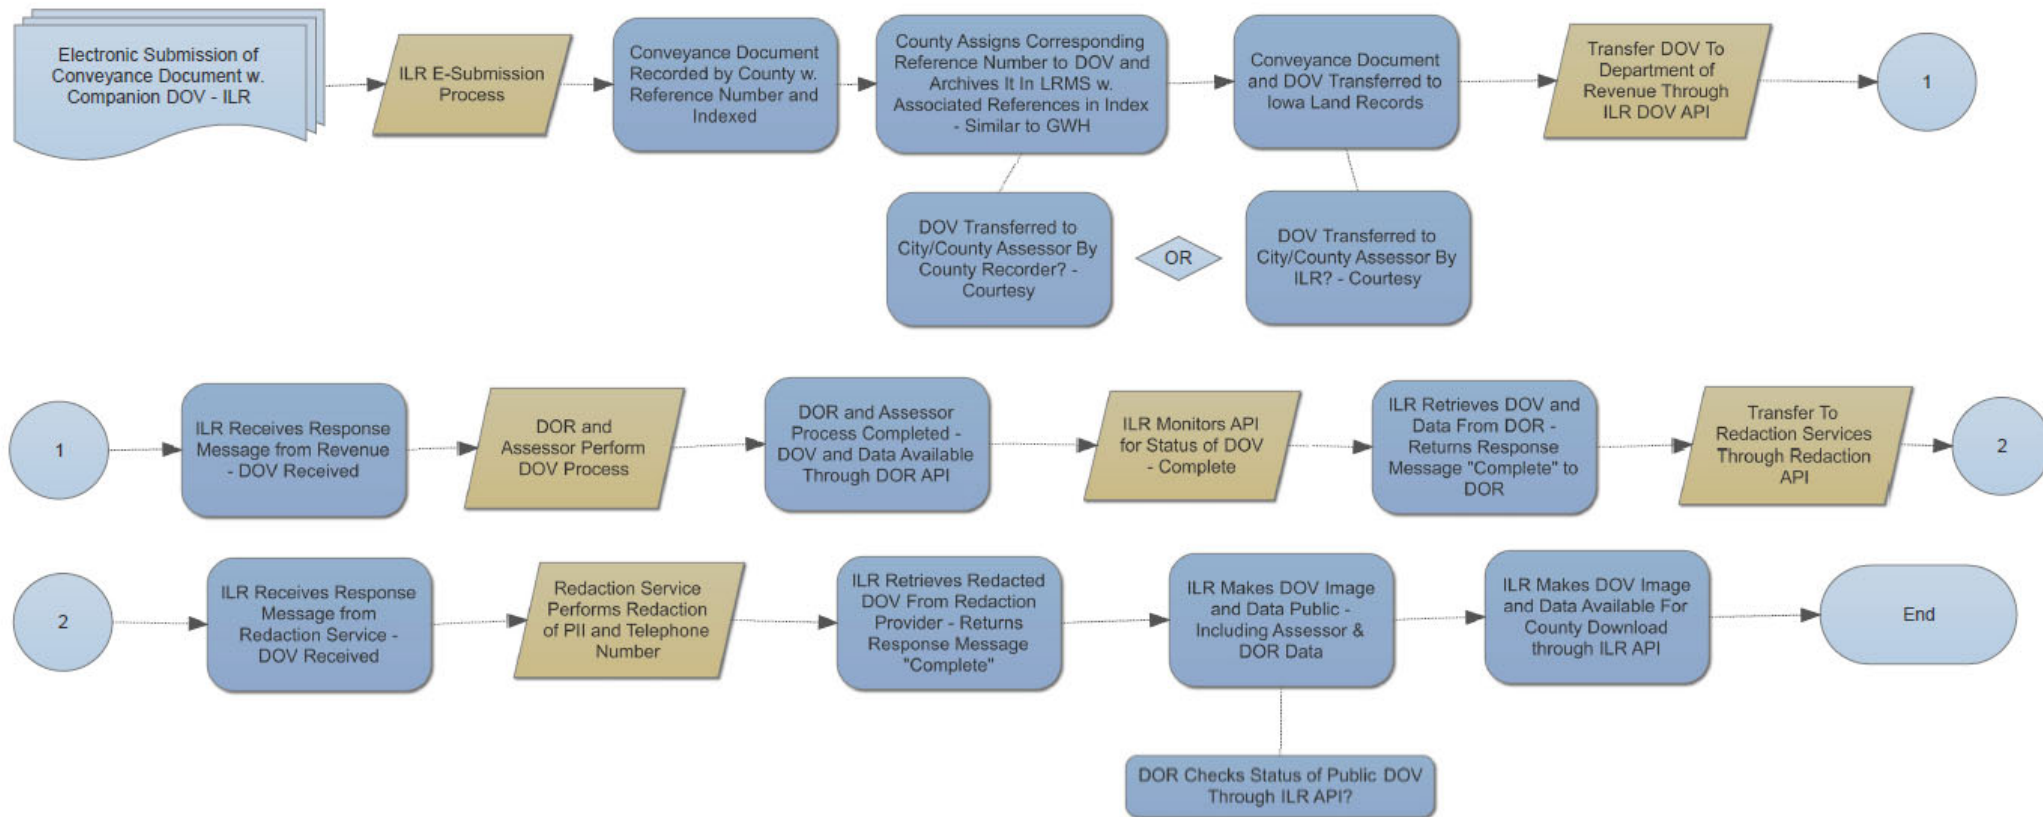 Electronic Submission of
Conveyance Document w.
Companion DOV - ILR
ILR E-Submission
Process
Conveyance Document
Recorded by County w.
Reference Number and
Indexed
County Assigns Corresponding
Reference Number to DOV and
Archives It In LRMS w.
Associated References in Index
- Similar to GWH
Conveyance Document
and DOV Transferred to
Iowa Land Records
Transfer DOV To
Department of
Revenue Through
ILR DOV API
1
DOV Transferred to
City/County Assessor By
County Recorder? -
Courtesy
OR
DOV Transferred to
City/County Assessor By
ILR? - Courtesy
1
ILR Receives Response
Message from Revenue
- DOV Received
DOR and
Assessor Perform
DOV Process
DOR and Assessor
Process Completed -
DOV and Data Available
Through DOR API
ILR Monitors API
for Status of DOV
- Complete
ILR Retrieves DOV and
Data From DOR -
Returns Response
Message "Complete" to
DOR
Transfer To
Redaction Services
Through Redaction
API
2
2
ILR Receives Response
Message from
Redaction Service -
DOV Received
Redaction Service
Performs Redaction
of PII and Telephone
Number
ILR Retrieves Redacted
DOV From Redaction
Provider - Returns
Response Message
"Complete"
ILR Makes DOV Image
and Data Public -
Including Assessor &
DOR Data
ILR Makes DOV Image
and Data Available For
County Download
through ILR API
End
DOR Checks Status of Public DOV
Through ILR API?